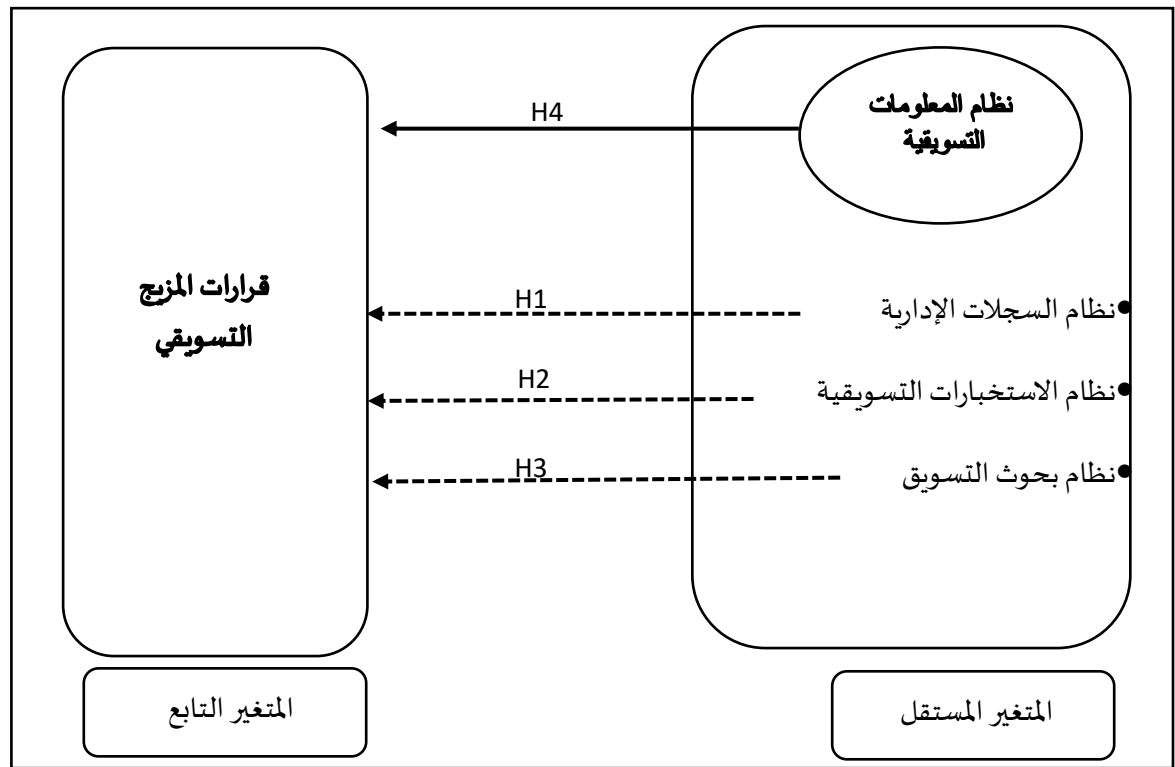 نظام المعلومات
التسويقية
H4
قرارات المزيج
التسويقي
•نظام السجلات الإدارية
H1
•نظام الاستخبارات التسويقية
H2
•نظام بحوث التسويق
H3
المتغير المستقل
المتغير التابع